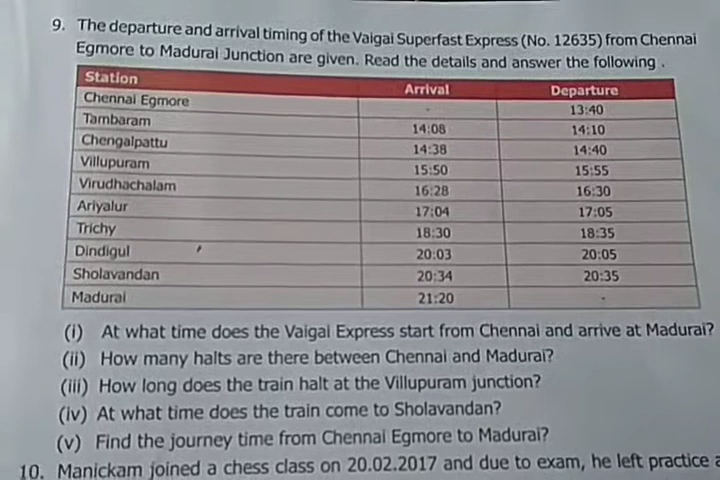 9. The departure and arrival timing of the Vaigai Superfast Express (No. 12635) from Chennai
Egmore to Madurai Junction are given. Read the details and answer the following .
Station Arrival Departure
Chennai Egmore - 13:40
Tambaram 14:08 14:10
Chengalpattu 14:38 14:40
Villupuram 15:50 15:55
Virudhachalam 16:28 16:30
Ariyalur 17:04 17:05
Trichy 18:30 18:35
Dindigul 20:03 20:05
Sholavandan 20:34 20:35
Madurai 21:20 -
(i) At what time does the Vaigai Express start from Chennai and arrive at Madurai?
(ii) How many halts are there between Chennai and Madurai?
(iii) How long does the train halt at the Villupuram junction?
(iv) At what time does the train come to Sholavandan?
(v) Find the journey time from Chennai Egmore to Madurai?
10. Manickam joined a chess class on 20.02.2017 and due to exam, he left practice